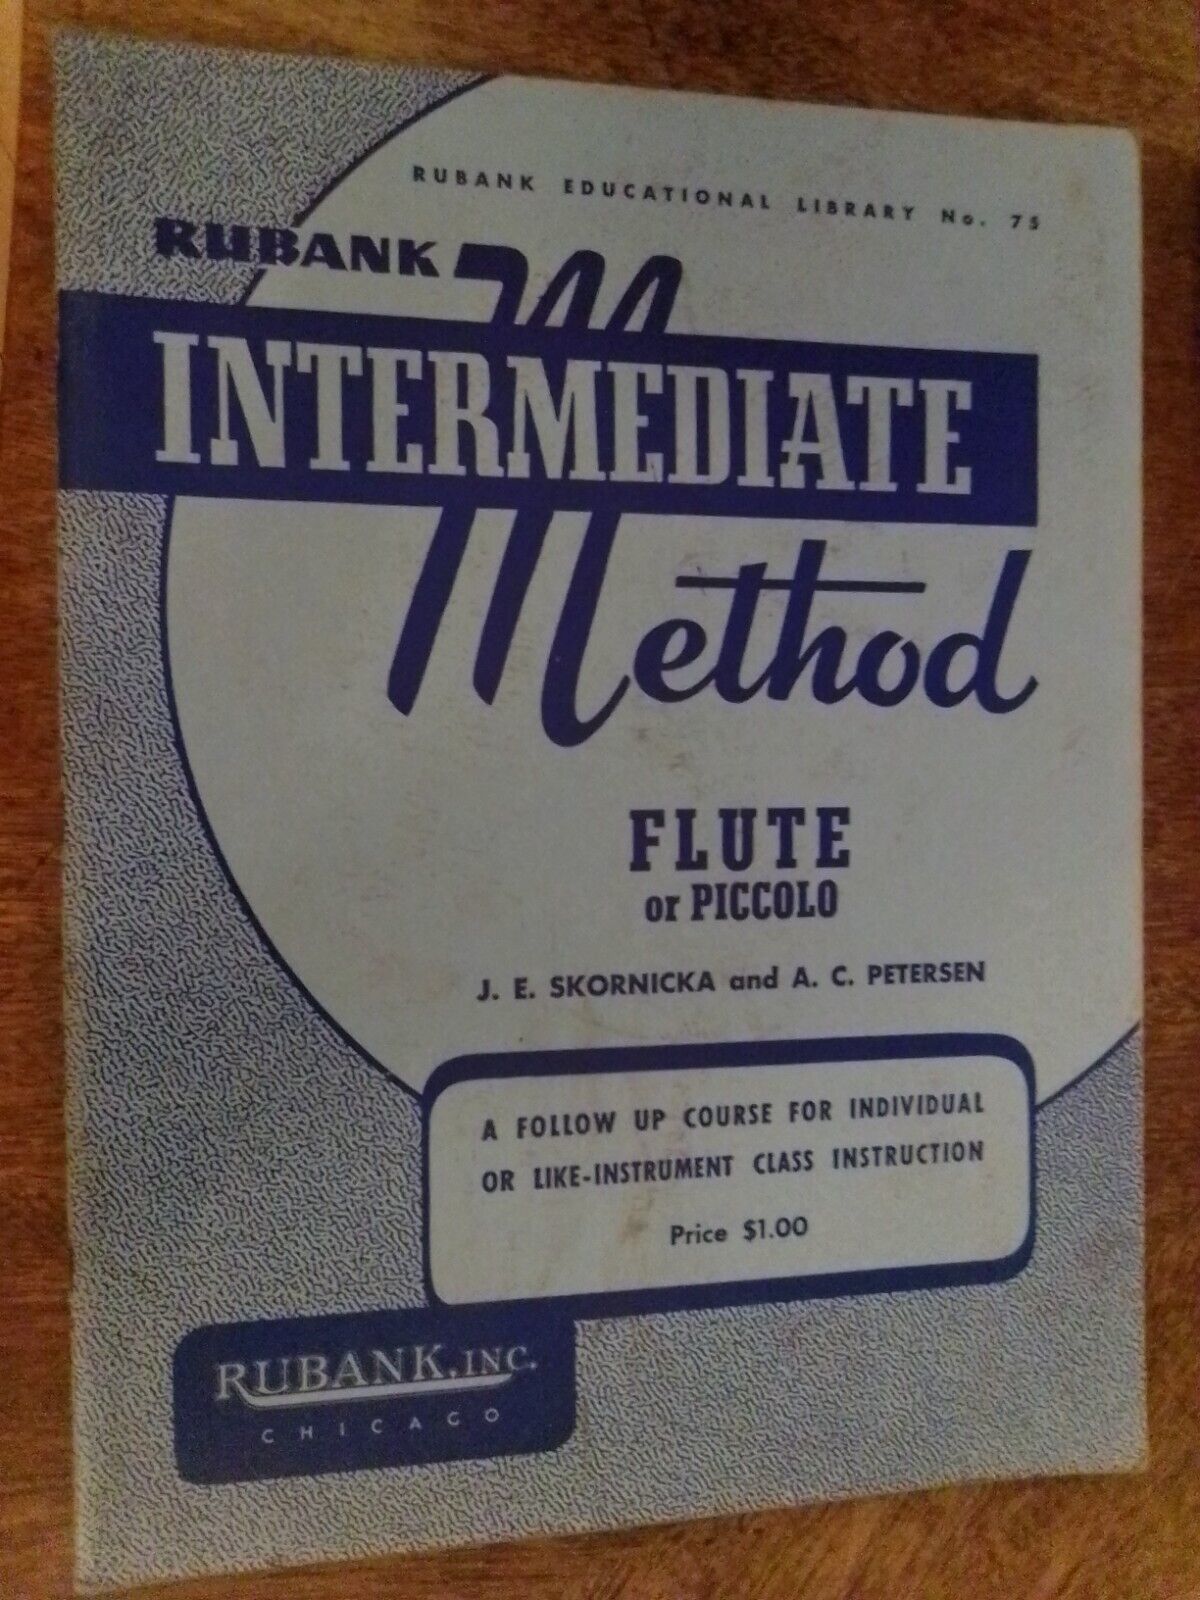 RUBANK EDUCATIONAL LIBRARY No. 75
RUBANK
INTERMEDIATE
Method
FLUTE
or PICCOLO
J. E. SKORNICKA and A. C. PETERSEN
A FOLLOW UP COURSE FOR INDIVIDUAL
OR LIKE-INSTRUMENT CLASS INSTRUCTION
Price $1.00
RUBANK, INC.
CHICAGO